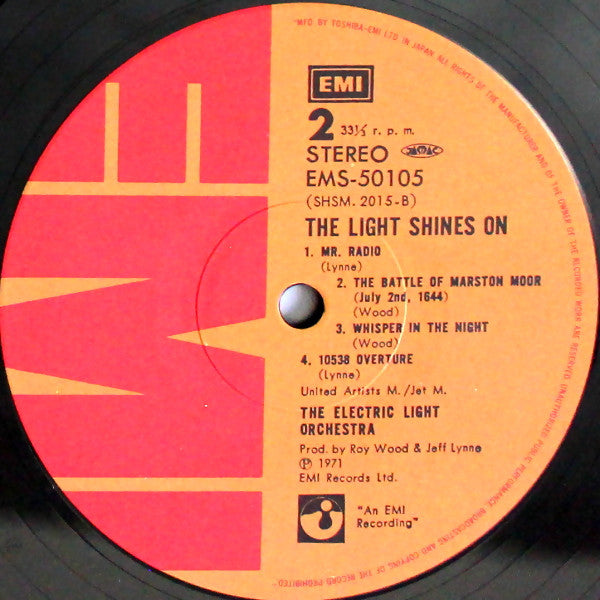 "MFD BY TOSHIBA-EMI LTD IN JAPAN ALL RIGHTS OF THE MANUFACTURER AND OF THE OWNER OF THE RECORDED WORK ARE RESERVED. UNAUTHORIZED PUBLIC PERFORMANCE, BROADCASTING AND COPYING OF THE RECORD PROHIBITED"
EMI
2 33⅓ r. p. m.
STEREO
EMS-50105
(SHSM. 2015-B)
THE LIGHT SHINES ON
1. MR. RADIO
(Lynne)
2. THE BATTLE OF MARSTON MOOR
(July 2nd, 1644)
(Wood)
3. WHISPER IN THE NIGHT
(Wood)
4. 10538 OVERTURE
(Lynne)
United Artists M./Jet M.
THE ELECTRIC LIGHT
ORCHESTRA
Prod. by Roy Wood & Jeff Lynne
℗ 1971
EMI Records Ltd.
"An EMI
Recording"